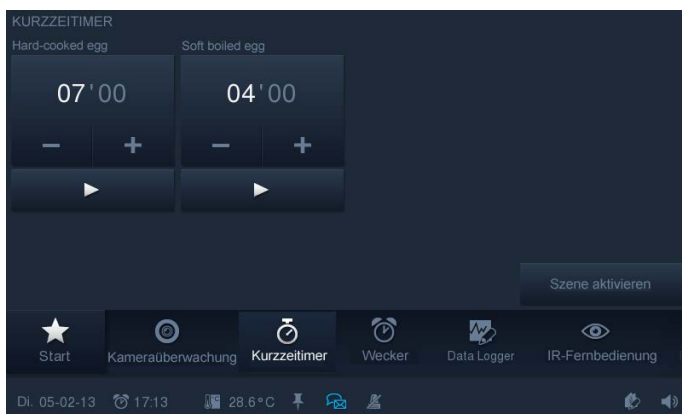 KURZZEITIMER
Hard-cooked egg Soft boiled egg
07'00 04'00
Szene aktivieren
Start Kameraüberwachung Kurzzeitimer Wecker Data Logger IR-Fernbedienung
Di. 05-02-13 17:13 28.6°C